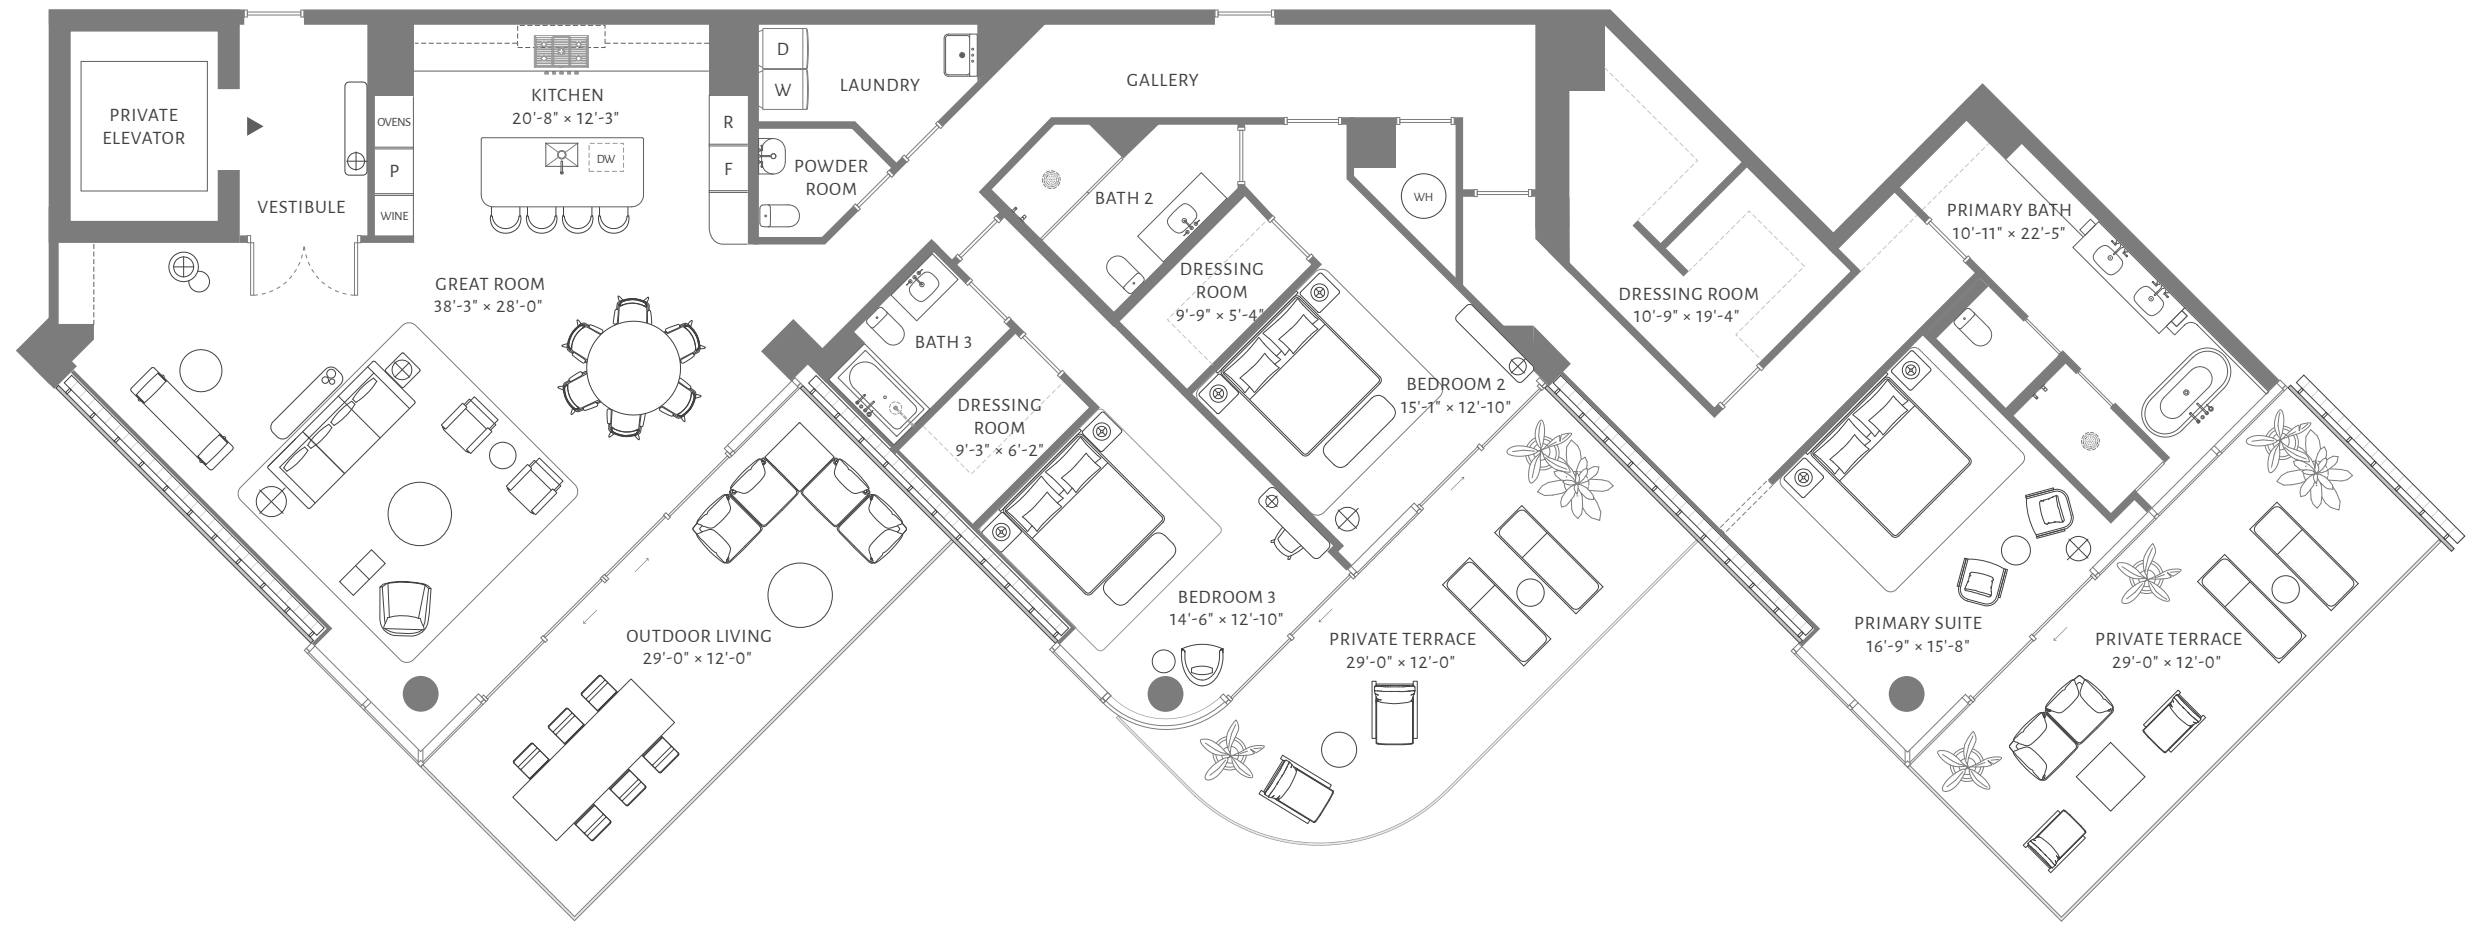 PRIVATE
ELEVATOR
VESTIBULE
OVENS
P
WINE
KITCHEN
20'-8" × 12'-3"
DW
R
F
D
W
LAUNDRY
POWDER
ROOM
GALLERY
GREAT ROOM
38'-3" × 28'-0"
OUTDOOR LIVING
29'-0" × 12'-0"
BATH 3
DRESSING
ROOM
9'-3" × 6'-2"
BEDROOM 3
14'-6" × 12'-10"
BATH 2
DRESSING
ROOM
9'-9" × 5'-4"
WH
BEDROOM 2
15'-1" × 12'-10"
PRIVATE TERRACE
29'-0" × 12'-0"
DRESSING ROOM
10'-9" × 19'-4"
PRIMARY BATH
10'-11" × 22'-5"
PRIMARY SUITE
16'-9" × 15'-8"
PRIVATE TERRACE
29'-0" × 12'-0"